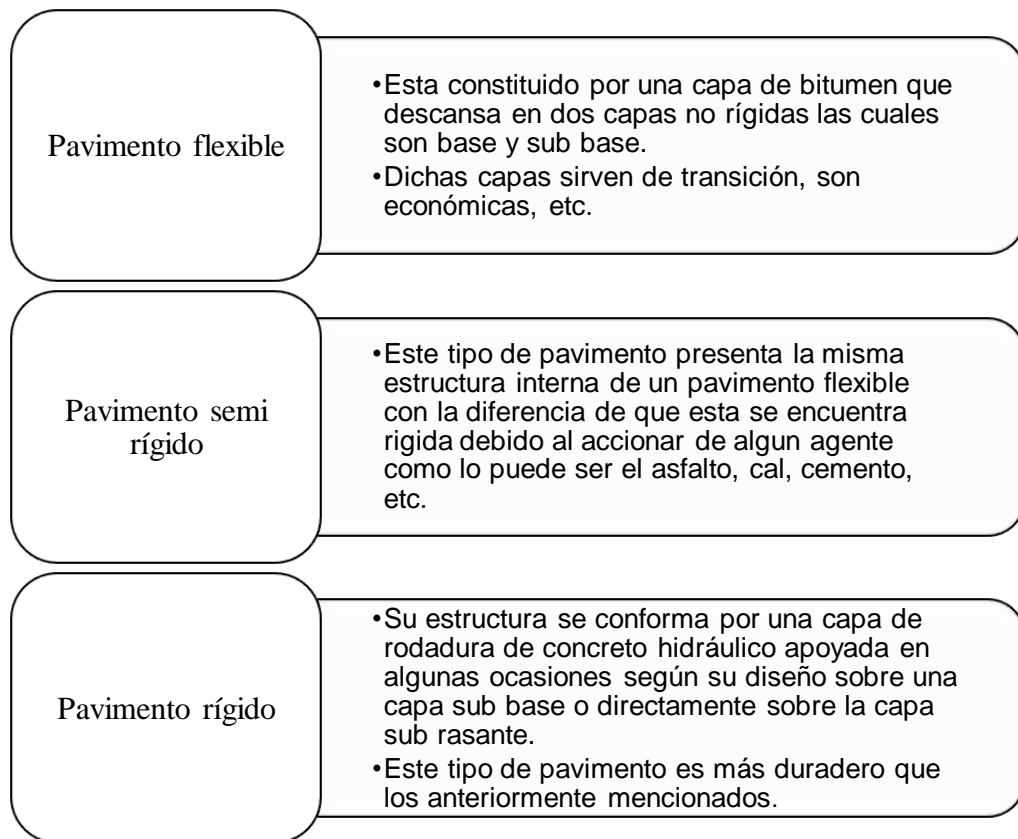 Pavimento flexible
•Esta constituido por una capa de bitumen que
descansa en dos capas no rígidas las cuales
son base y sub base.
•Dichas capas sirven de transición, son
económicas, etc.
Pavimento semi
rígido
•Este tipo de pavimento presenta la misma
estructura interna de un pavimento flexible
con la diferencia de que esta se encuentra
rigida debido al accionar de algun agente
como lo puede ser el asfalto, cal, cemento,
etc.
Pavimento rígido
•Su estructura se conforma por una capa de
rodadura de concreto hidráulico apoyada en
algunas ocasiones según su diseño sobre una
capa sub base o directamente sobre la capa
sub rasante.
•Este tipo de pavimento es más duradero que
los anteriormente mencionados.